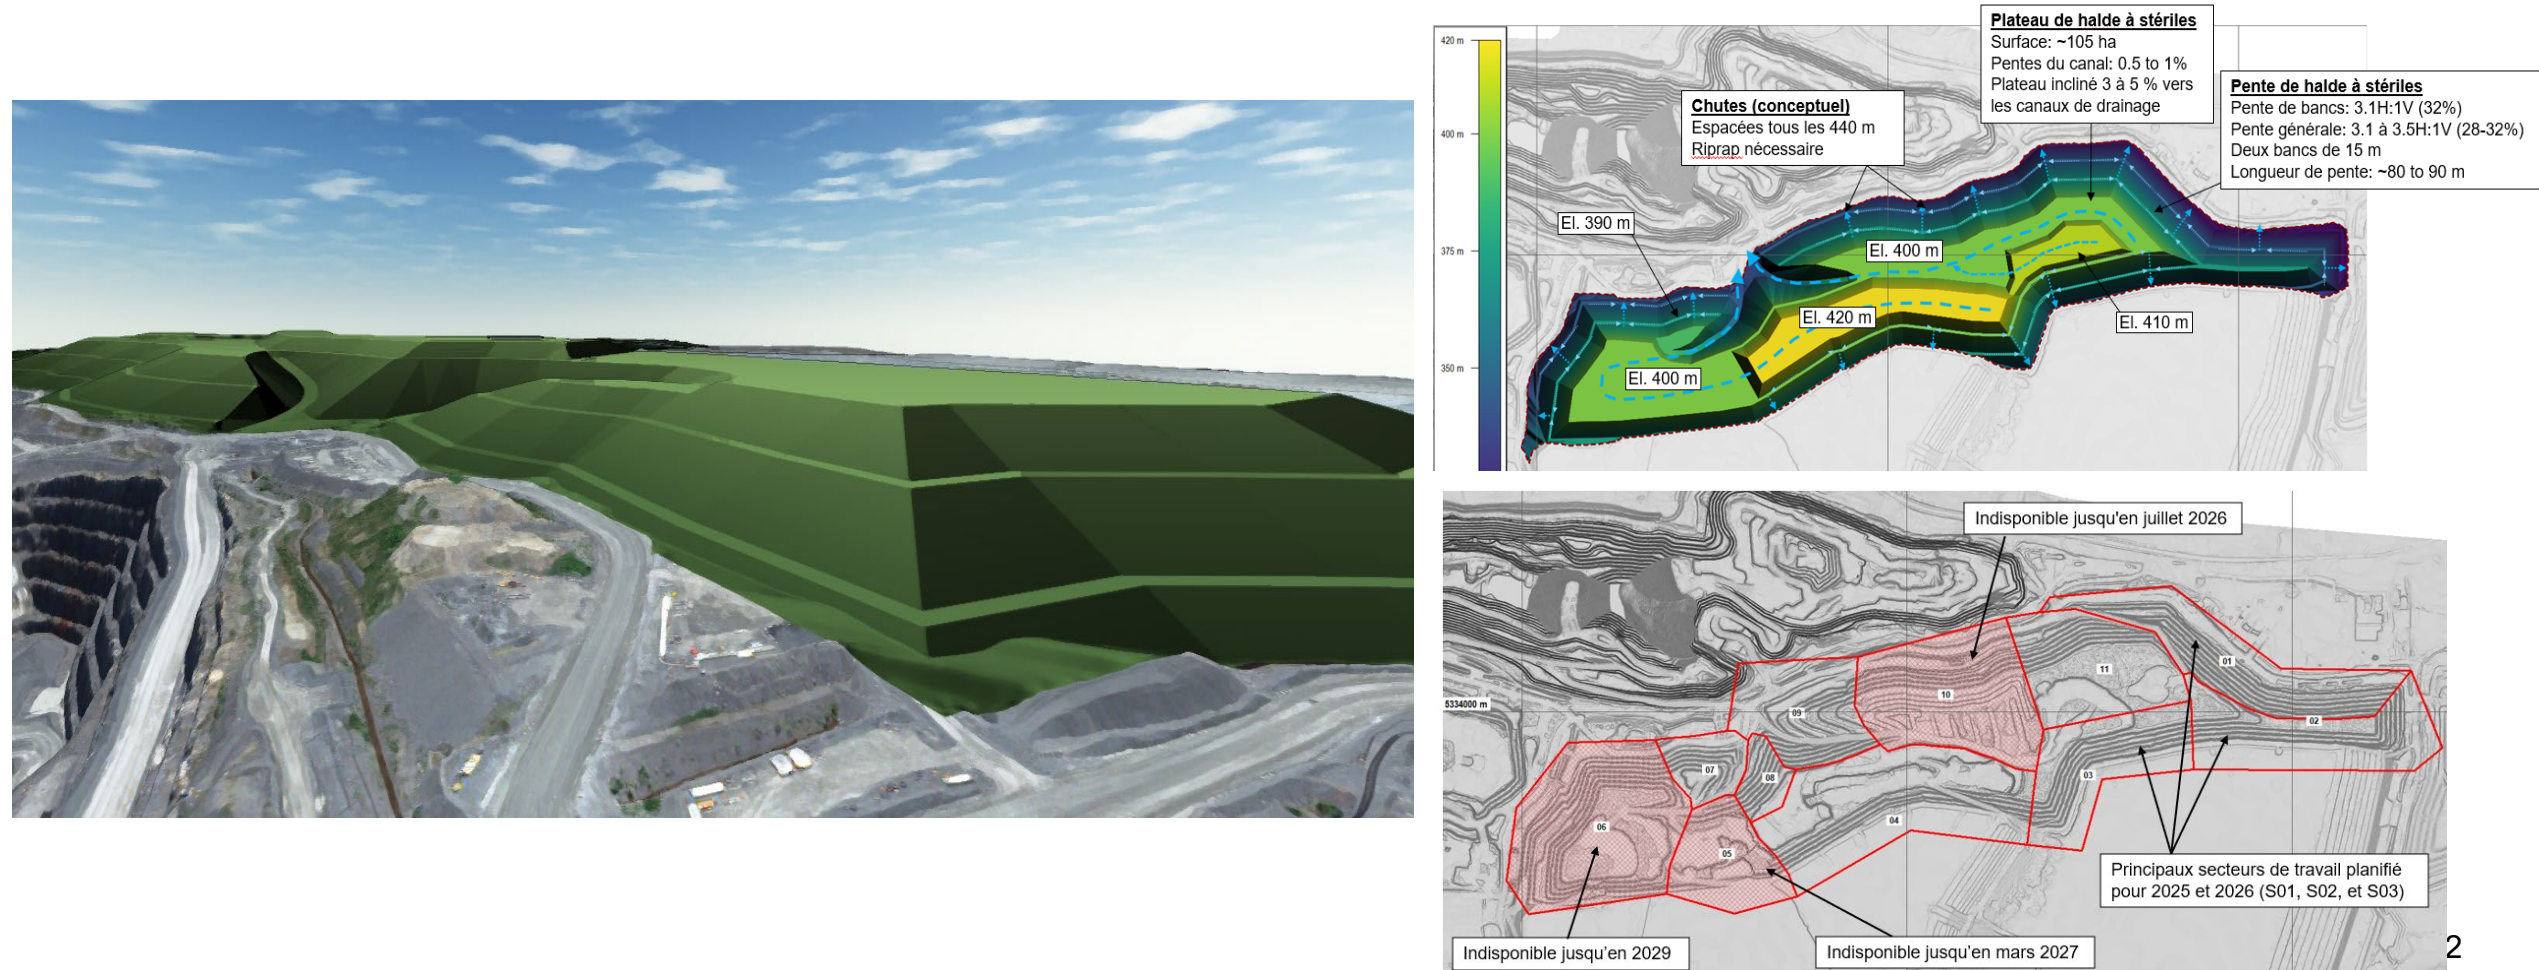 Plateau de halde à stériles
Surface: ~105 ha
Pentes du canal: 0.5 to 1%
Plateau incliné 3 à 5 % vers
les canaux de drainage
Pente de halde à stériles
Pente de bancs: 3.1H:1V (32%)
Pente générale: 3.1 à 3.5H:1V (28-32%)
Deux bancs de 15 m
Longueur de pente: ~80 to 90 m
Chutes (conceptuel)
Espacées tous les 440 m
Riprap nécessaire
420 m
400 m
375 m
350 m
El. 390 m
El. 400 m
El. 420 m
El. 410 m
El. 400 m
Indisponible jusqu'en juillet 2026
5334000 m
01
11
10
09
02
07
08
03
04
06
05
Principaux secteurs de travail planifié
pour 2025 et 2026 (S01, S02, et S03)
Indisponible jusqu'en 2029
Indisponible jusqu'en mars 2027
2